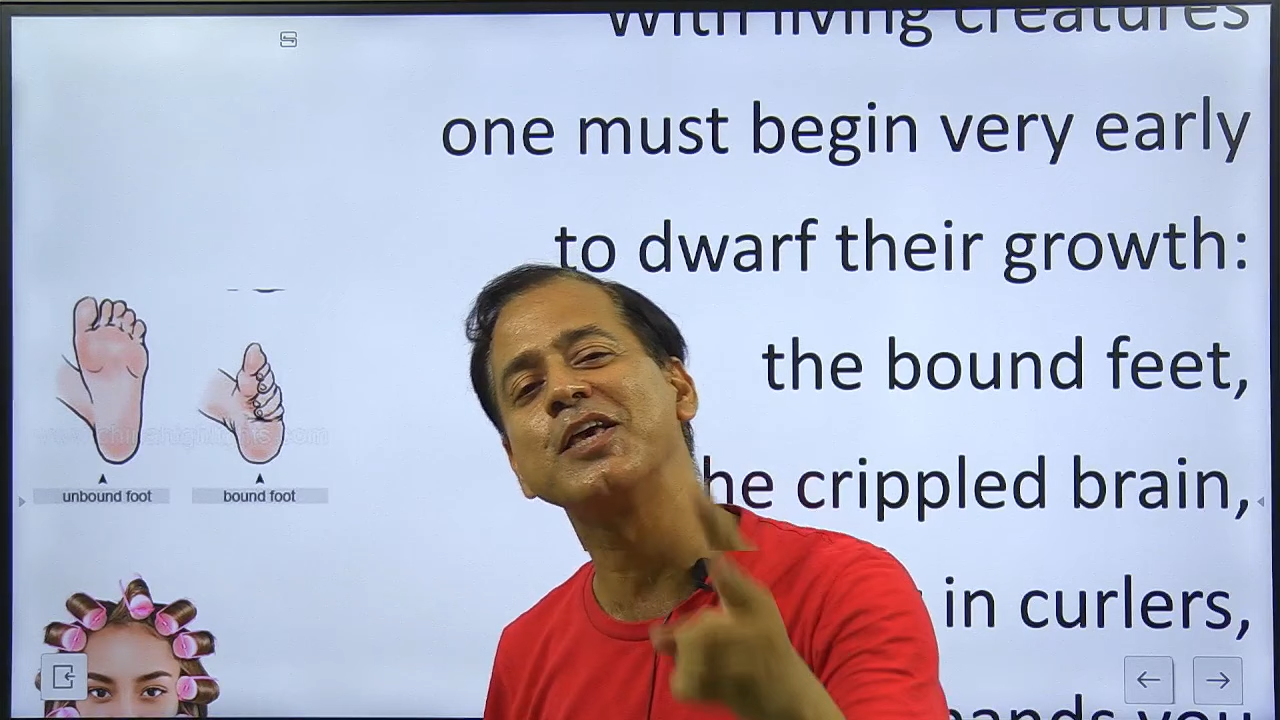 with living creatures
one must begin very early
to dwarf their growth:
the bound feet,
he crippled brain,
in curlers,
unbound foot
bound foot